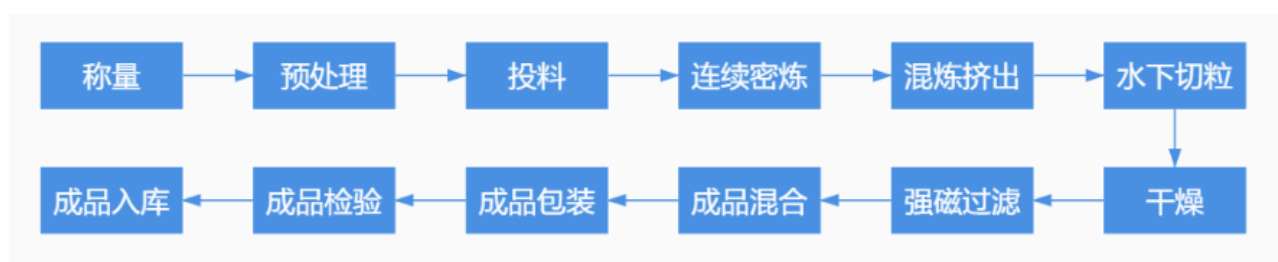 称量
预处理
投料
连续密炼
混炼挤出
水下切粒
干燥
强磁过滤
成品混合
成品包装
成品检验
成品入库